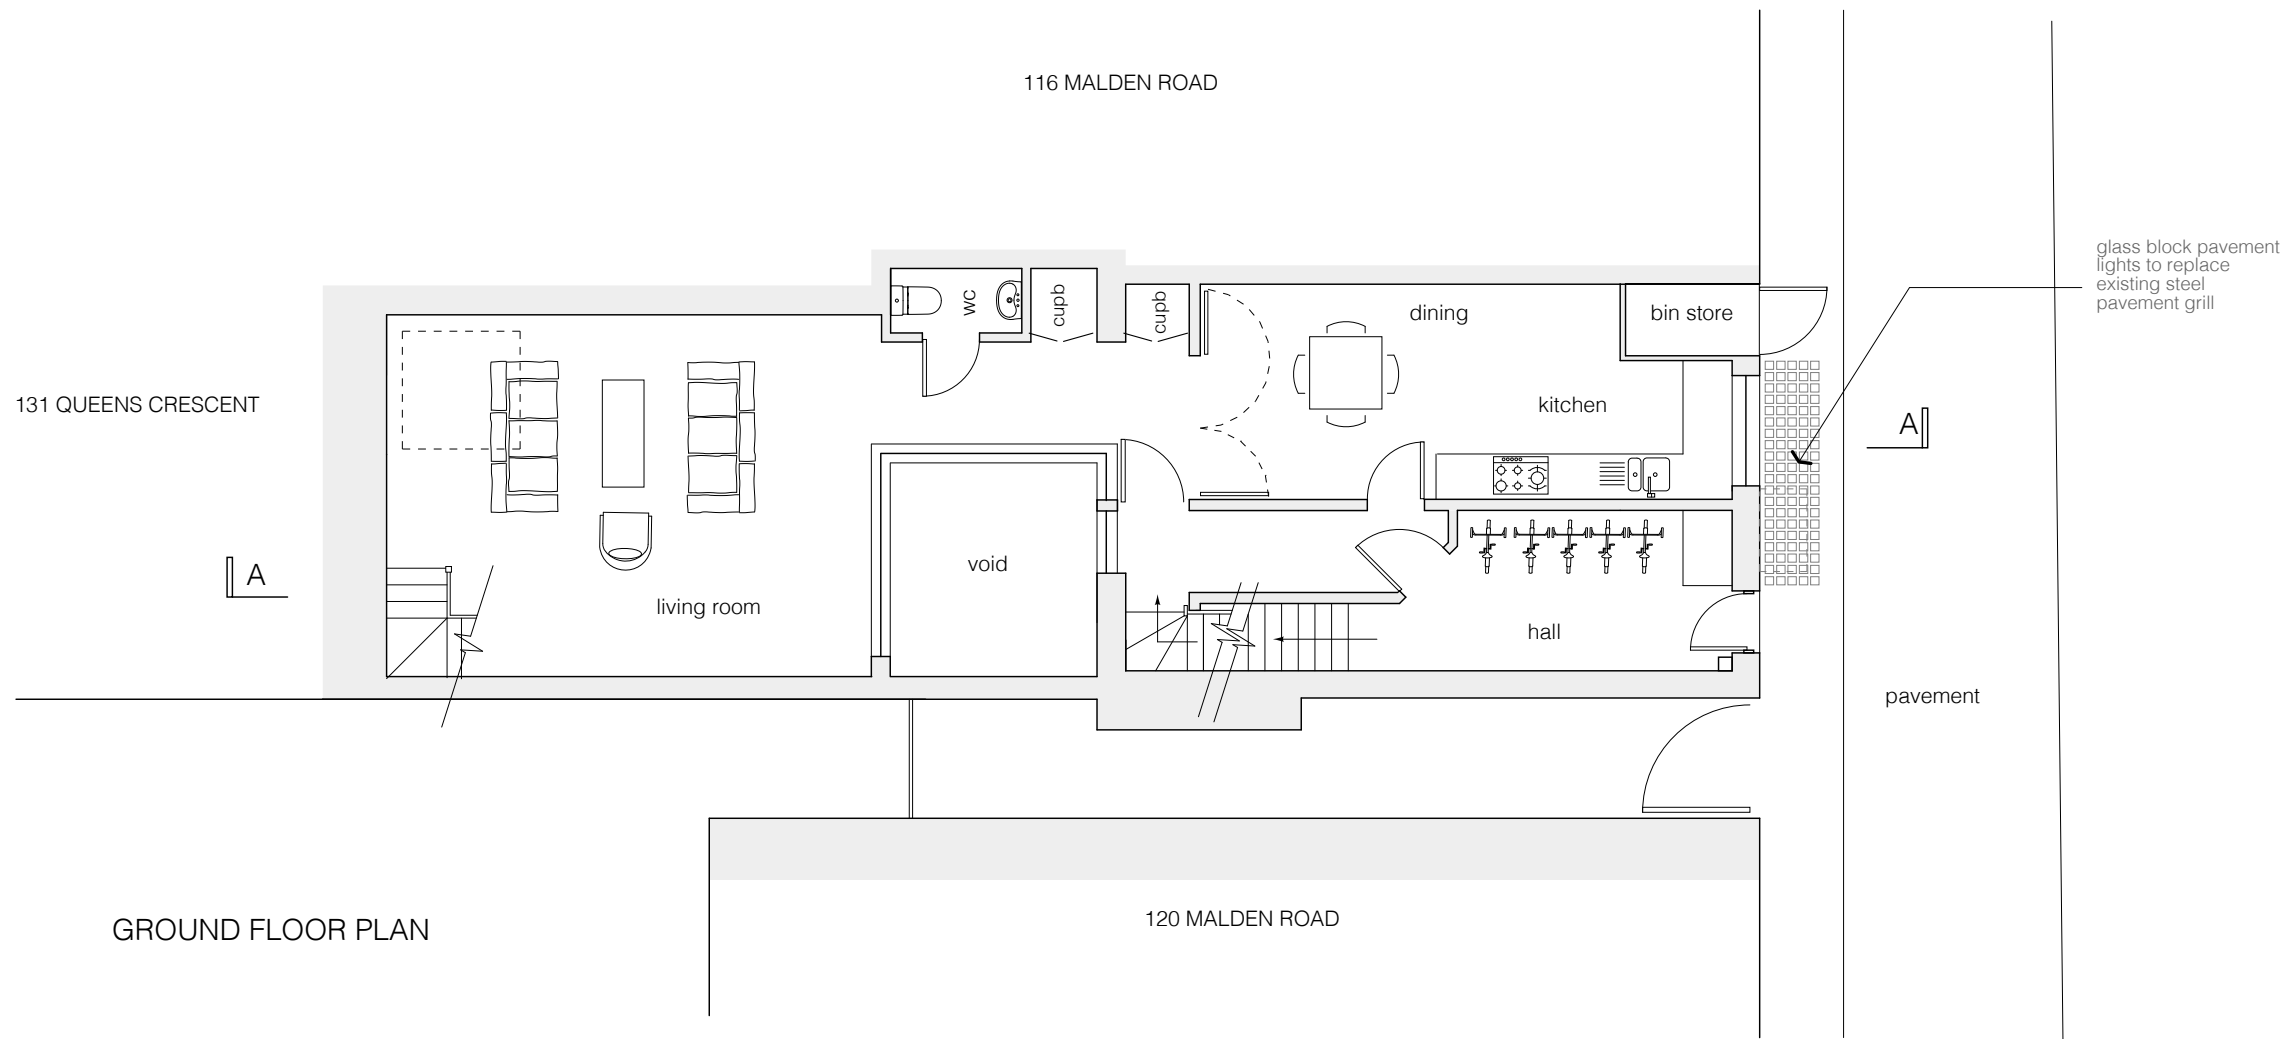 116 MALDEN ROAD
glass block pavement
lights to replace
existing steel
pavement grill
wc
cupb
cupb
dining
bin store
131 QUEENS CRESCENT
kitchen
A
A
void
living room
hall
pavement
GROUND FLOOR PLAN
120 MALDEN ROAD